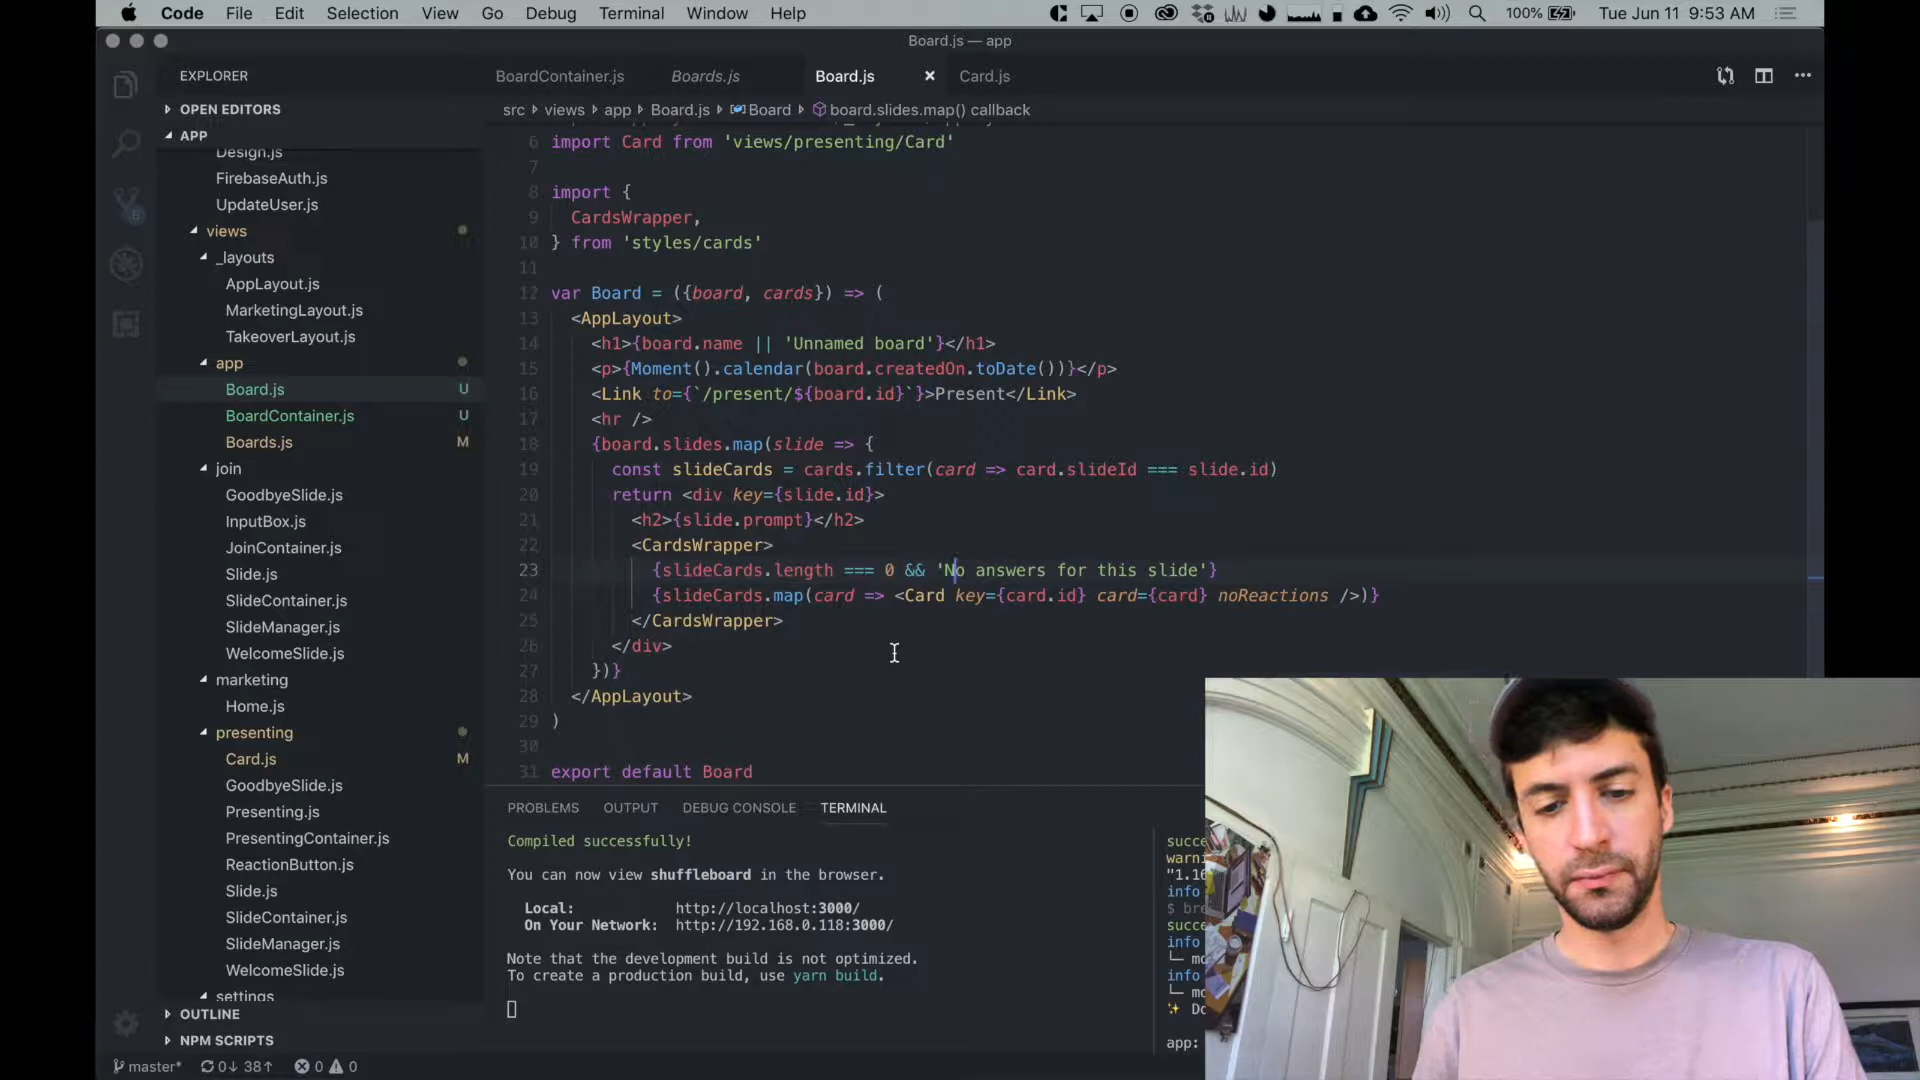 Code File Edit Selection View Go Debug Terminal Window Help 100% Tue Jun 11 9:53 AM
Board.js — app
EXPLORER
BoardContainer.js Boards.js Board.js × Card.js
OPEN EDITORS
src views app Board.js Board board.slides.map() callback
APP
Design.js
FirebaseAuth.js
UpdateUser.js
views
_layouts
AppLayout.js
MarketingLayout.js
TakeoverLayout.js
app
Board.js U
BoardContainer.js U
Boards.js M
join
GoodbyeSlide.js
InputBox.js
JoinContainer.js
Slide.js
SlideContainer.js
SlideManager.js
WelcomeSlide.js
marketing
Home.js
presenting
Card.js M
GoodbyeSlide.js
Presenting.js
PresentingContainer.js
ReactionButton.js
Slide.js
SlideContainer.js
SlideManager.js
WelcomeSlide.js
settings
OUTLINE
NPM SCRIPTS
master* 0↓ 38↑ 0 0
6 import Card from 'views/presenting/Card'
7
8 import {
9 CardsWrapper,
10 } from 'styles/cards'
11
12 var Board = ({board, cards}) => (
13 <AppLayout>
14 <h1>{board.name || 'Unnamed board'}</h1>
15 <p>{Moment().calendar(board.createdOn.toDate())}</p>
16 <Link to={`/present/${board.id}`}>Present</Link>
17 <hr />
18 {board.slides.map(slide => {
19 const slideCards = cards.filter(card => card.slideId === slide.id)
20 return <div key={slide.id}>
21 <h2>{slide.prompt}</h2>
22 <CardsWrapper>
23 {slideCards.length === 0 && 'No answers for this slide'}
24 {slideCards.map(card => <Card key={card.id} card={card} noReactions />)}
25 </CardsWrapper>
26 </div>
27 })}
28 </AppLayout>
29 )
30
31 export default Board
PROBLEMS OUTPUT DEBUG CONSOLE TERMINAL
Compiled successfully!
You can now view shuffleboard in the browser.
Local: http://localhost:3000/
On Your Network: http://192.168.0.118:3000/
Note that the development build is not optimized.
To create a production build, use yarn build.
succe
warni
"1.16
info
$ bre
succe
info
└─ mo
info
└─ mo
✨ Do
app: